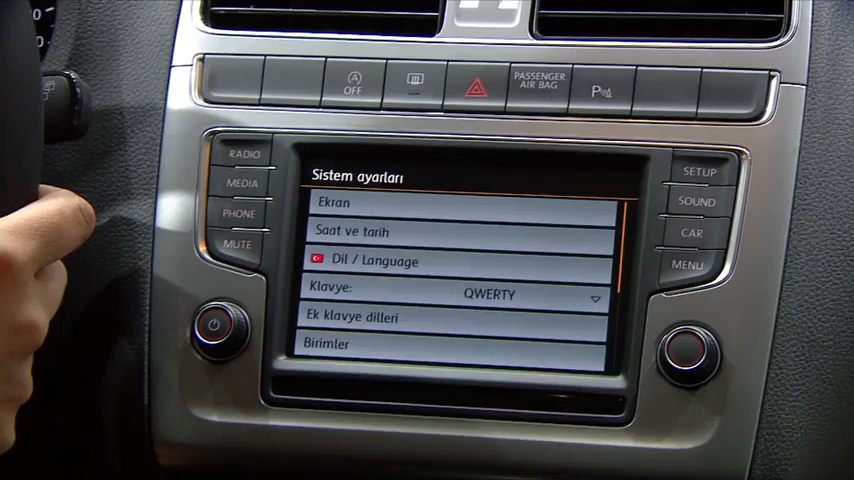 A
OFF
PASSENGER
AIR BAG
P
RADIO
MEDIA
PHONE
MUTE
Sistem ayarları
Ekran
Saat ve tarih
Dil / Language
Klavye: QWERTY
Ek klavye dilleri
Birimler
SETUP
SOUND
CAR
MENU